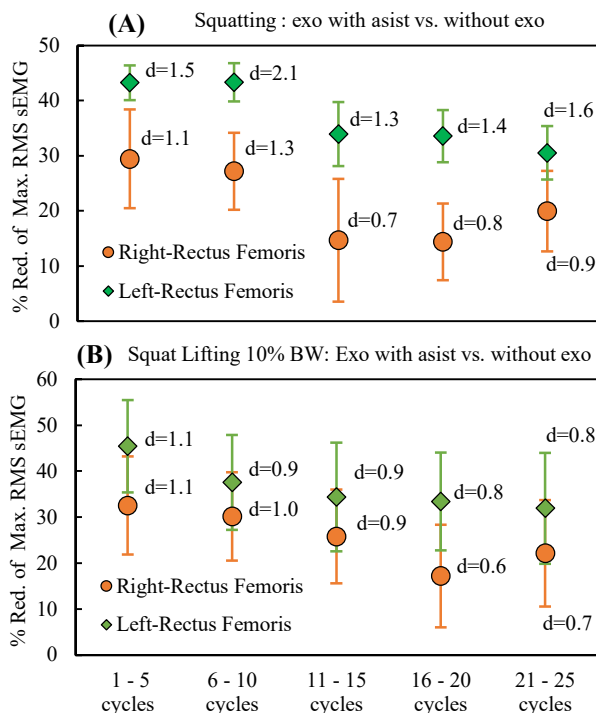 (A) Squatting : exo with asist vs. without exo
% Red. of Max. RMS sEMG
50
40
30
20
10
0
d=1.5
d=2.1
d=1.3
d=1.4
d=1.6
d=1.1
d=1.3
d=0.7
d=0.8
d=0.9
Right-Rectus Femoris
Left-Rectus Femoris
(B) Squat Lifting 10% BW: Exo with asist vs. without exo
% Red. of Max. RMS sEMG
60
50
40
30
20
10
0
d=1.1
d=0.9
d=0.9
d=0.8
d=0.8
d=1.1
d=1.0
d=0.9
d=0.6
d=0.7
Right-Rectus Femoris
Left-Rectus Femoris
1 - 5
cycles
6 - 10
cycles
11 - 15
cycles
16 - 20
cycles
21 - 25
cycles